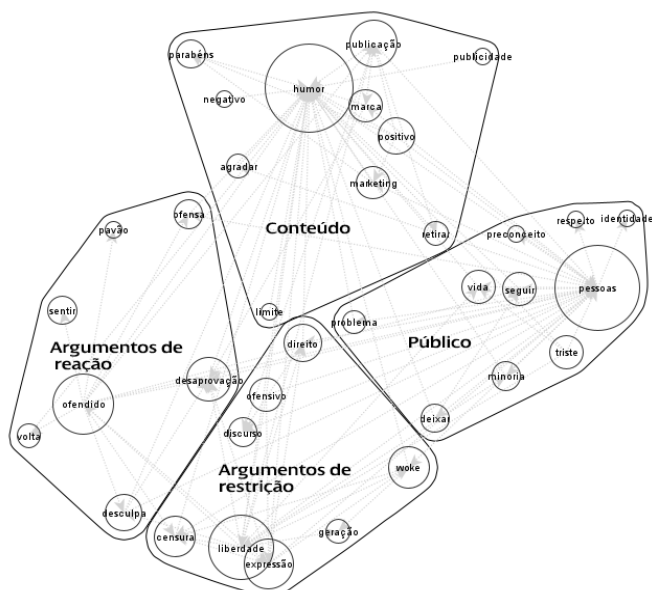 parabéns
publicação
publicidade
humor
negativo
marca
positivo
agradar
marketing
Conteúdo
retirar
limite
ofensa
pavão
sentir
Argumentos de
reação
desaprovação
ofendido
volta
desculpa
respeito
identidade
preconceito
pessoas
vida
seguir
problema
Público
triste
minoria
deixar
direito
ofensivo
discurso
Argumentos de
restrição
woke
censura
liberdade
geração
expressão